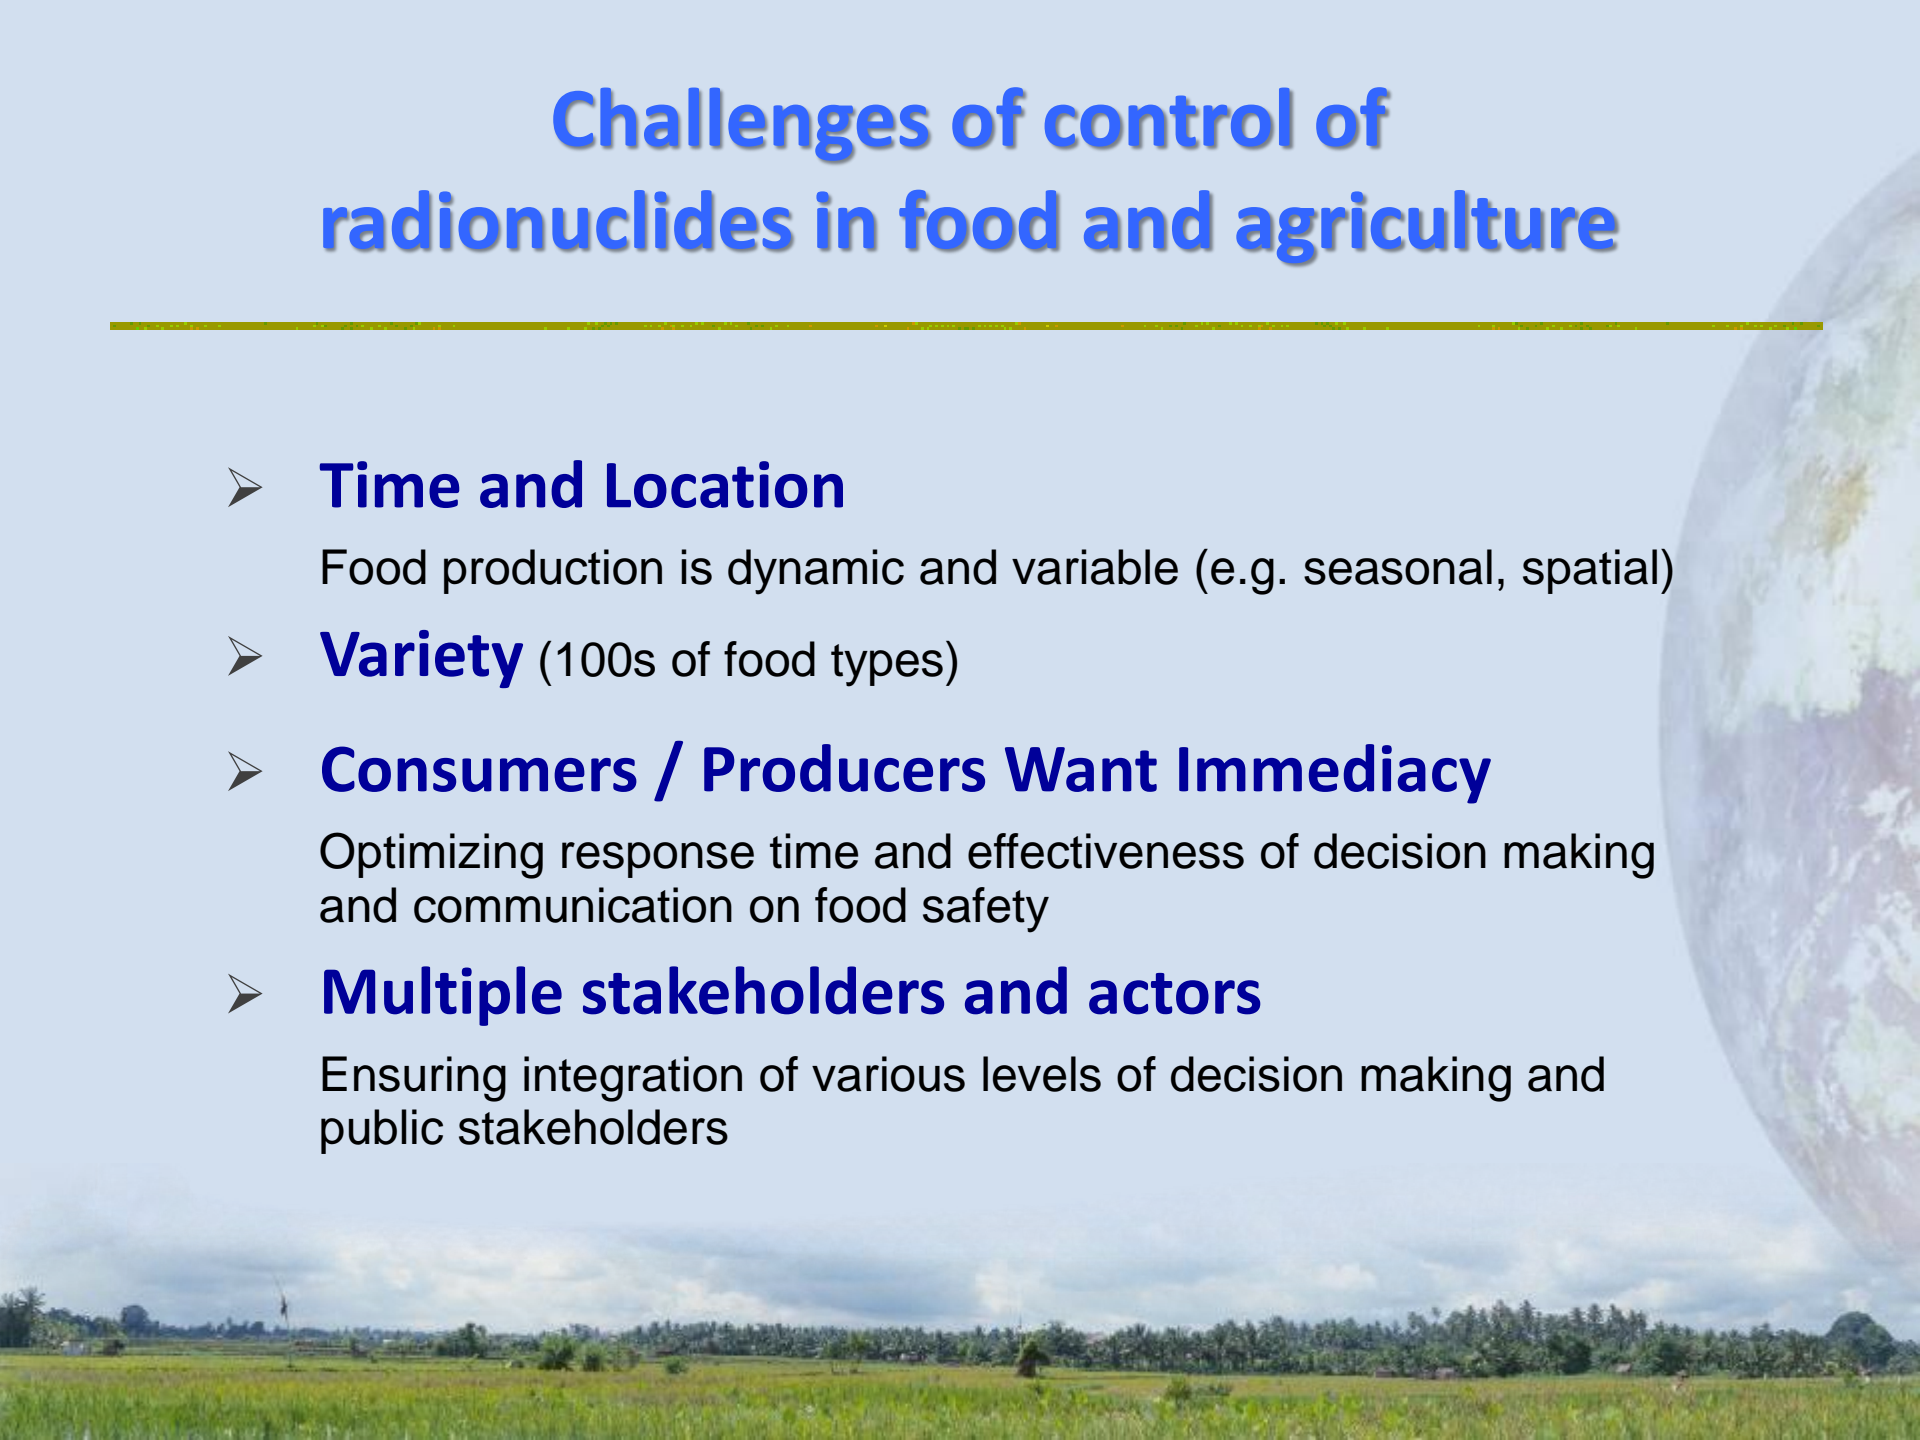 Challenges of control of
radionuclides in food and agriculture
➢ Time and Location
Food production is dynamic and variable (e.g. seasonal, spatial)
➢ Variety (100s of food types)
➢ Consumers / Producers Want Immediacy
Optimizing response time and effectiveness of decision making
and communication on food safety
➢ Multiple stakeholders and actors
Ensuring integration of various levels of decision making and
public stakeholders